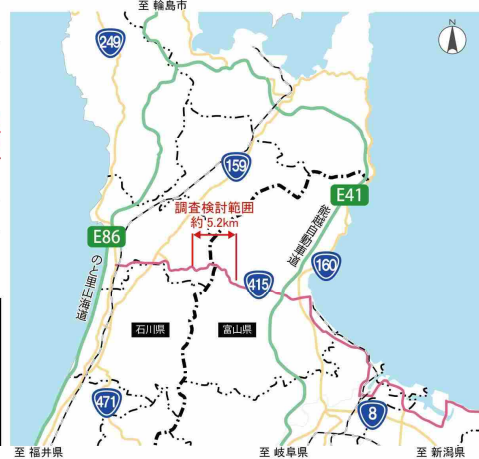 至 輪島市
N
249
159
調査検討範囲
約5.2km
E41
E86
能越自動車道
のと里山海道
160
415
石川県
富山県
471
8
至 福井県
至 岐阜県
至 新潟県